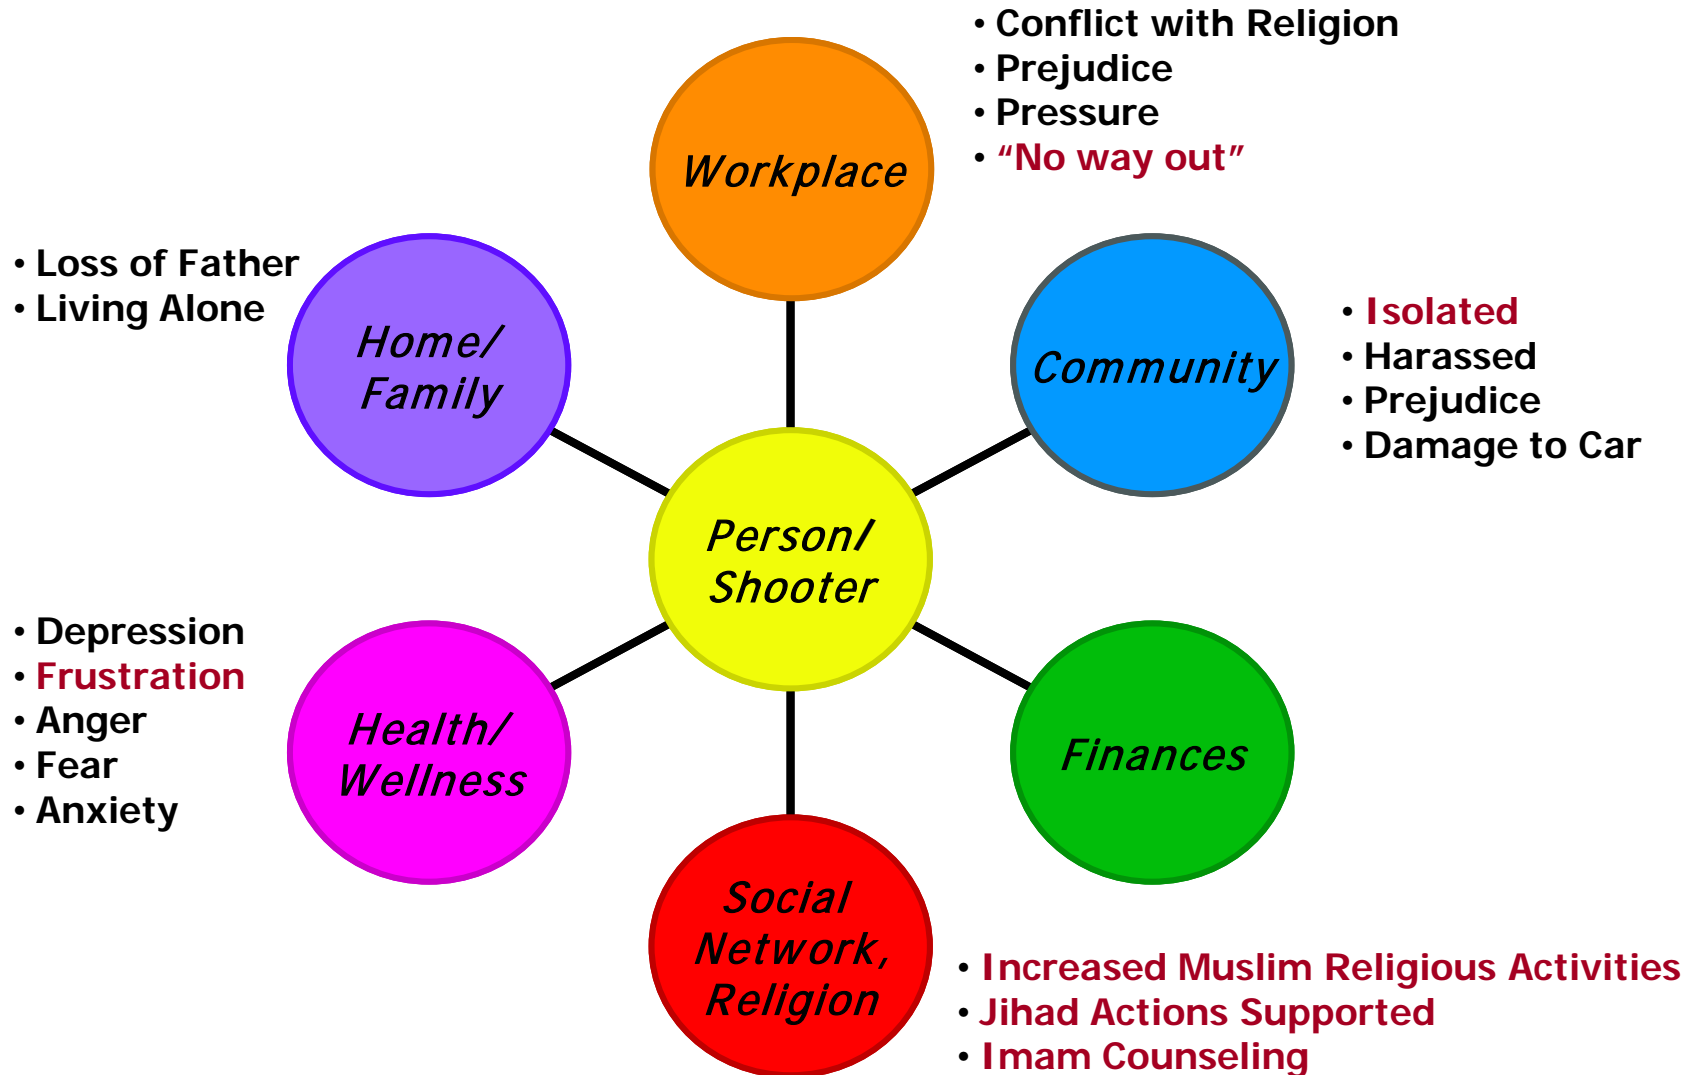 • Conflict with Religion
• Prejudice
• Pressure
• “No way out”
Workplace
• Loss of Father
• Living Alone
Home/
Family
Community
• Isolated
• Harassed
• Prejudice
• Damage to Car
Person/
Shooter
• Depression
• Frustration
• Anger
• Fear
• Anxiety
Health/
Wellness
Finances
Social
Network,
Religion
• Increased Muslim Religious Activities
• Jihad Actions Supported
• Imam Counseling